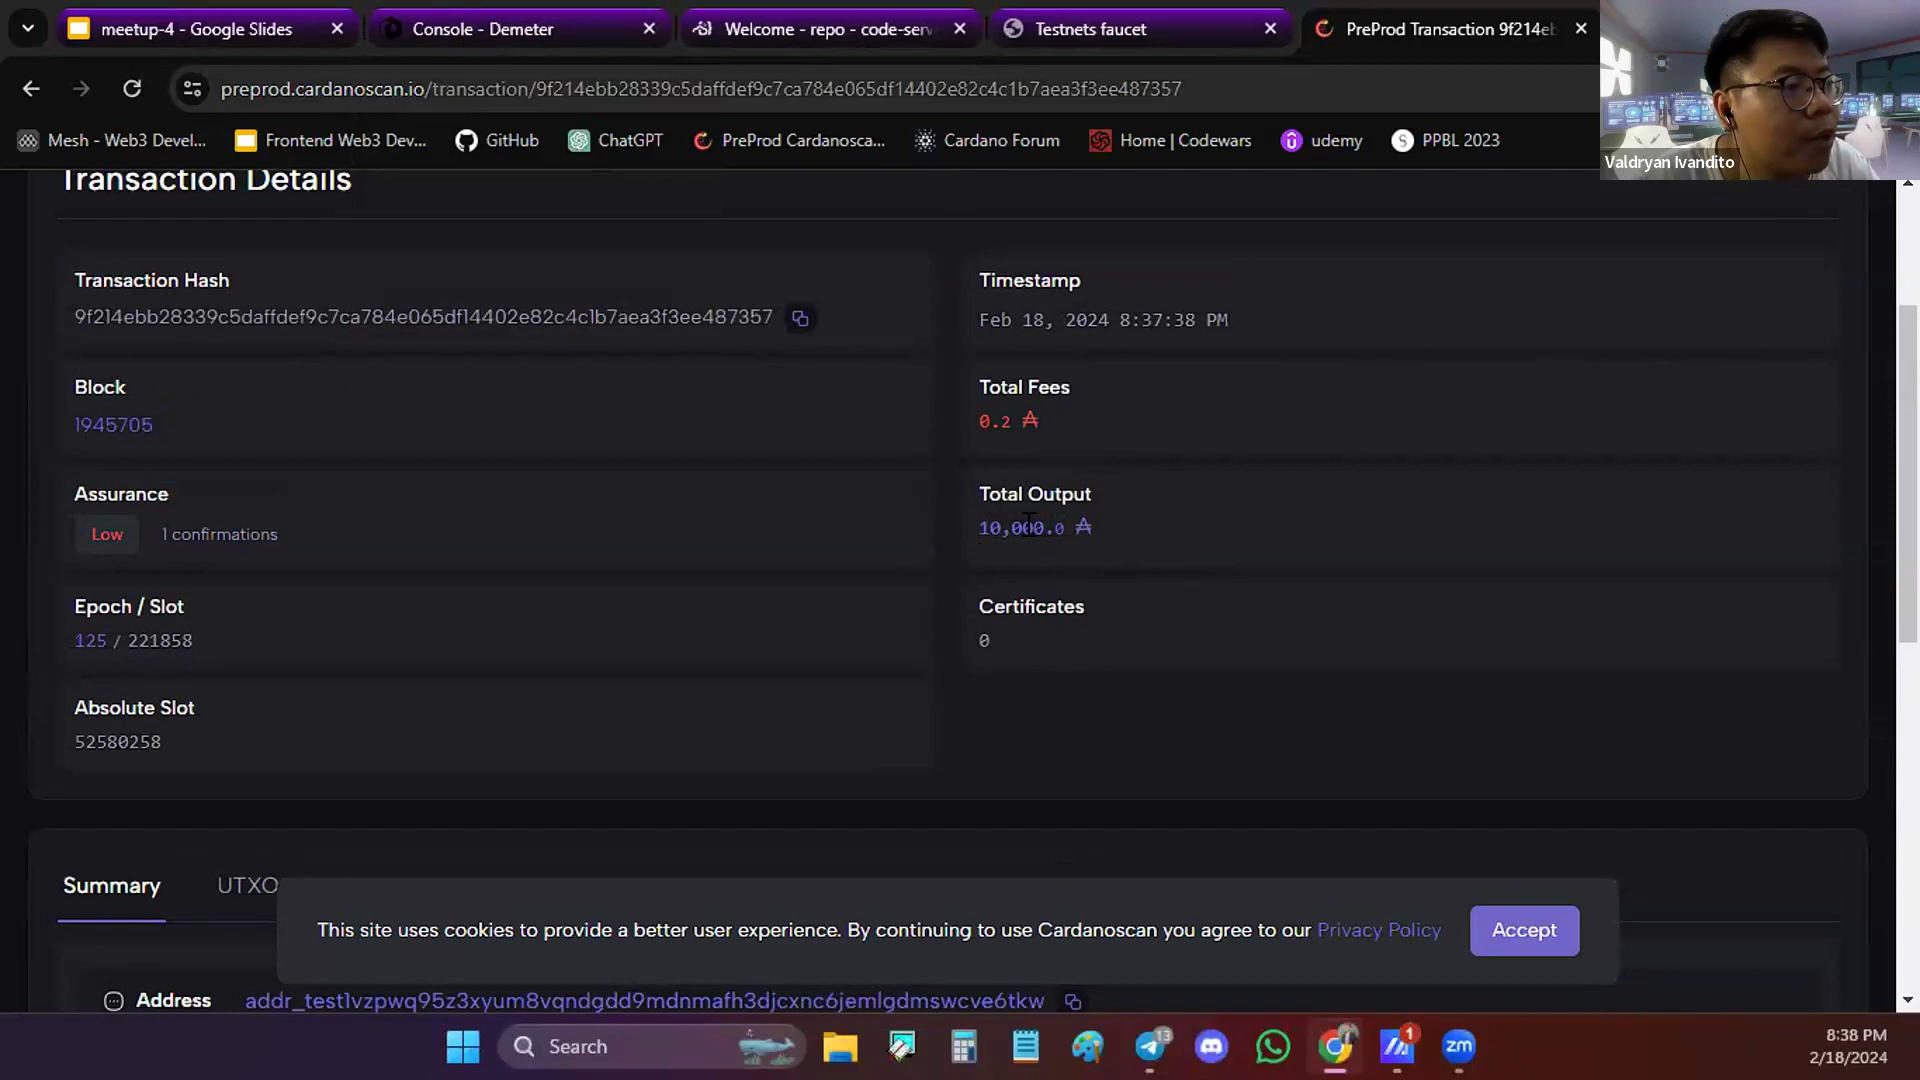 meetup-4 - Google Slides
Console - Demeter
Welcome - repo - code-serv
Testnets faucet
PreProd Transaction 9f214eb
preprod.cardanoscan.io/transaction/9f214ebb28339c5daffdef9c7ca784e065df14402e82c4c1b7aea3f3ee487357
Mesh - Web3 Devel...
Frontend Web3 Dev...
GitHub
ChatGPT
PreProd Cardanosca...
Cardano Forum
Home | Codewars
udemy
PPBL 2023
Valdryan Ivandito
Transaction Details
Transaction Hash
9f214ebb28339c5daffdef9c7ca784e065df14402e82c4c1b7aea3f3ee487357
Timestamp
Feb 18, 2024 8:37:38 PM
Block
1945705
Total Fees
0.2 ₳
Assurance
Low
1 confirmations
Total Output
10,000.0 ₳
Epoch / Slot
125 / 221858
Certificates
0
Absolute Slot
52580258
Summary
UTXO
This site uses cookies to provide a better user experience. By continuing to use Cardanoscan you agree to our Privacy Policy
Accept
Address
addr_test1vzpwq95z3xyum8vqndgdd9mdnmafh3djcxnc6jemlgdmswcve6tkw
Search
13
1
zm
8:38 PM
2/18/2024